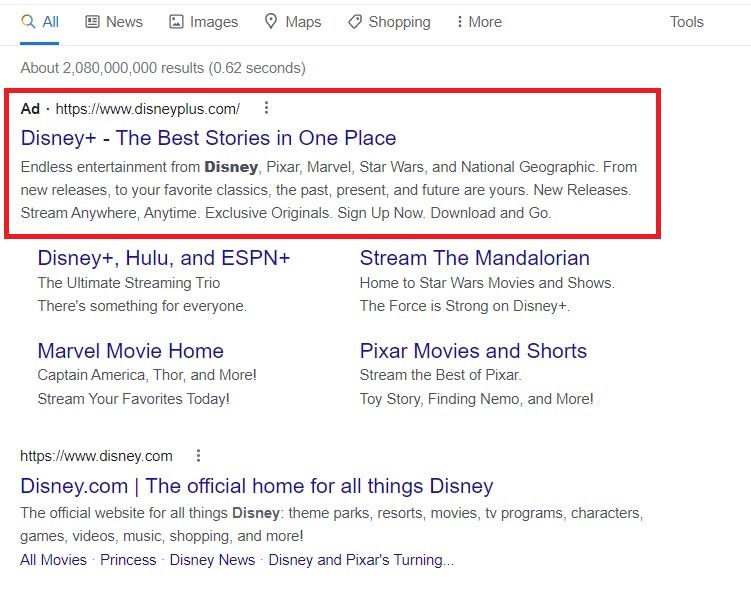 All News Images Maps Shopping More Tools
About 2,080,000,000 results (0.62 seconds)
Ad · https://www.disneyplus.com/
Disney+ - The Best Stories in One Place
Endless entertainment from Disney, Pixar, Marvel, Star Wars, and National Geographic. From
new releases, to your favorite classics, the past, present, and future are yours. New Releases.
Stream Anywhere, Anytime. Exclusive Originals. Sign Up Now. Download and Go.
Disney+, Hulu, and ESPN+
The Ultimate Streaming Trio
There's something for everyone.
Stream The Mandalorian
Home to Star Wars Movies and Shows.
The Force is Strong on Disney+.
Marvel Movie Home
Captain America, Thor, and More!
Stream Your Favorites Today!
Pixar Movies and Shorts
Stream the Best of Pixar.
Toy Story, Finding Nemo, and More!
https://www.disney.com
Disney.com | The official home for all things Disney
The official website for all things Disney: theme parks, resorts, movies, tv programs, characters,
games, videos, music, shopping, and more!
All Movies · Princess · Disney News · Disney and Pixar's Turning...